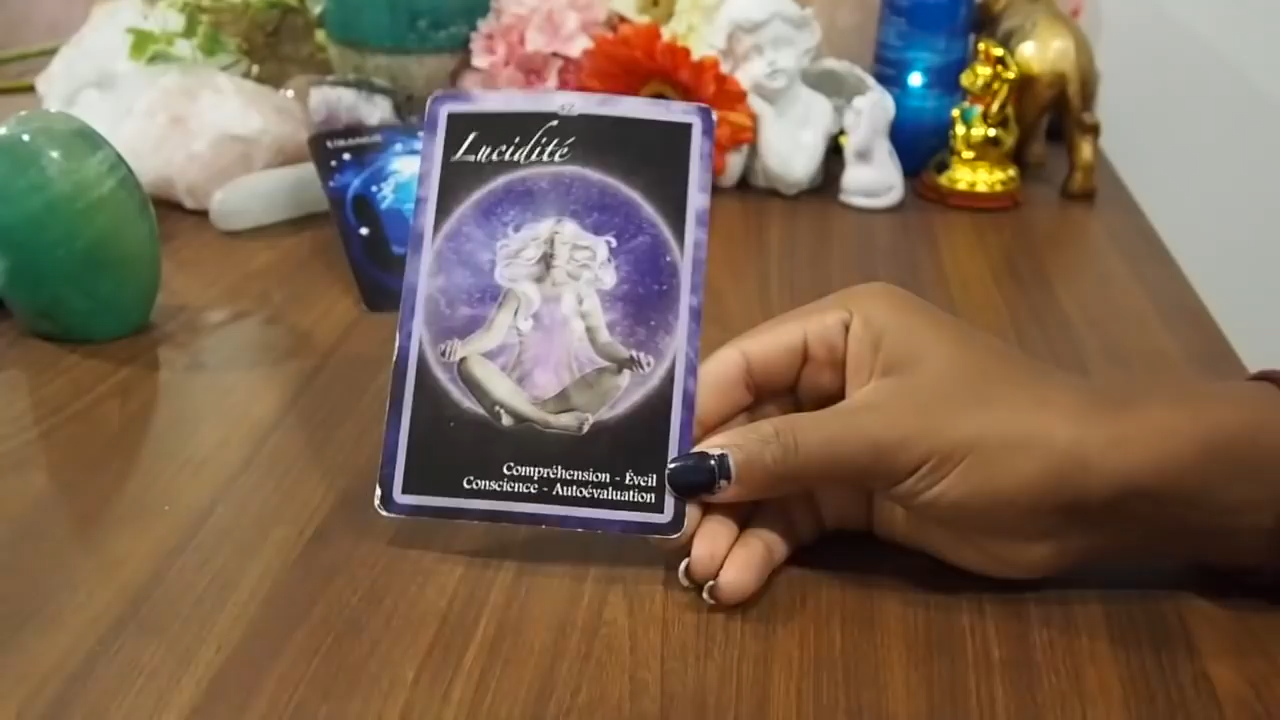 Lucidité
Compréhension - Éveil
Conscience - Autoévaluation